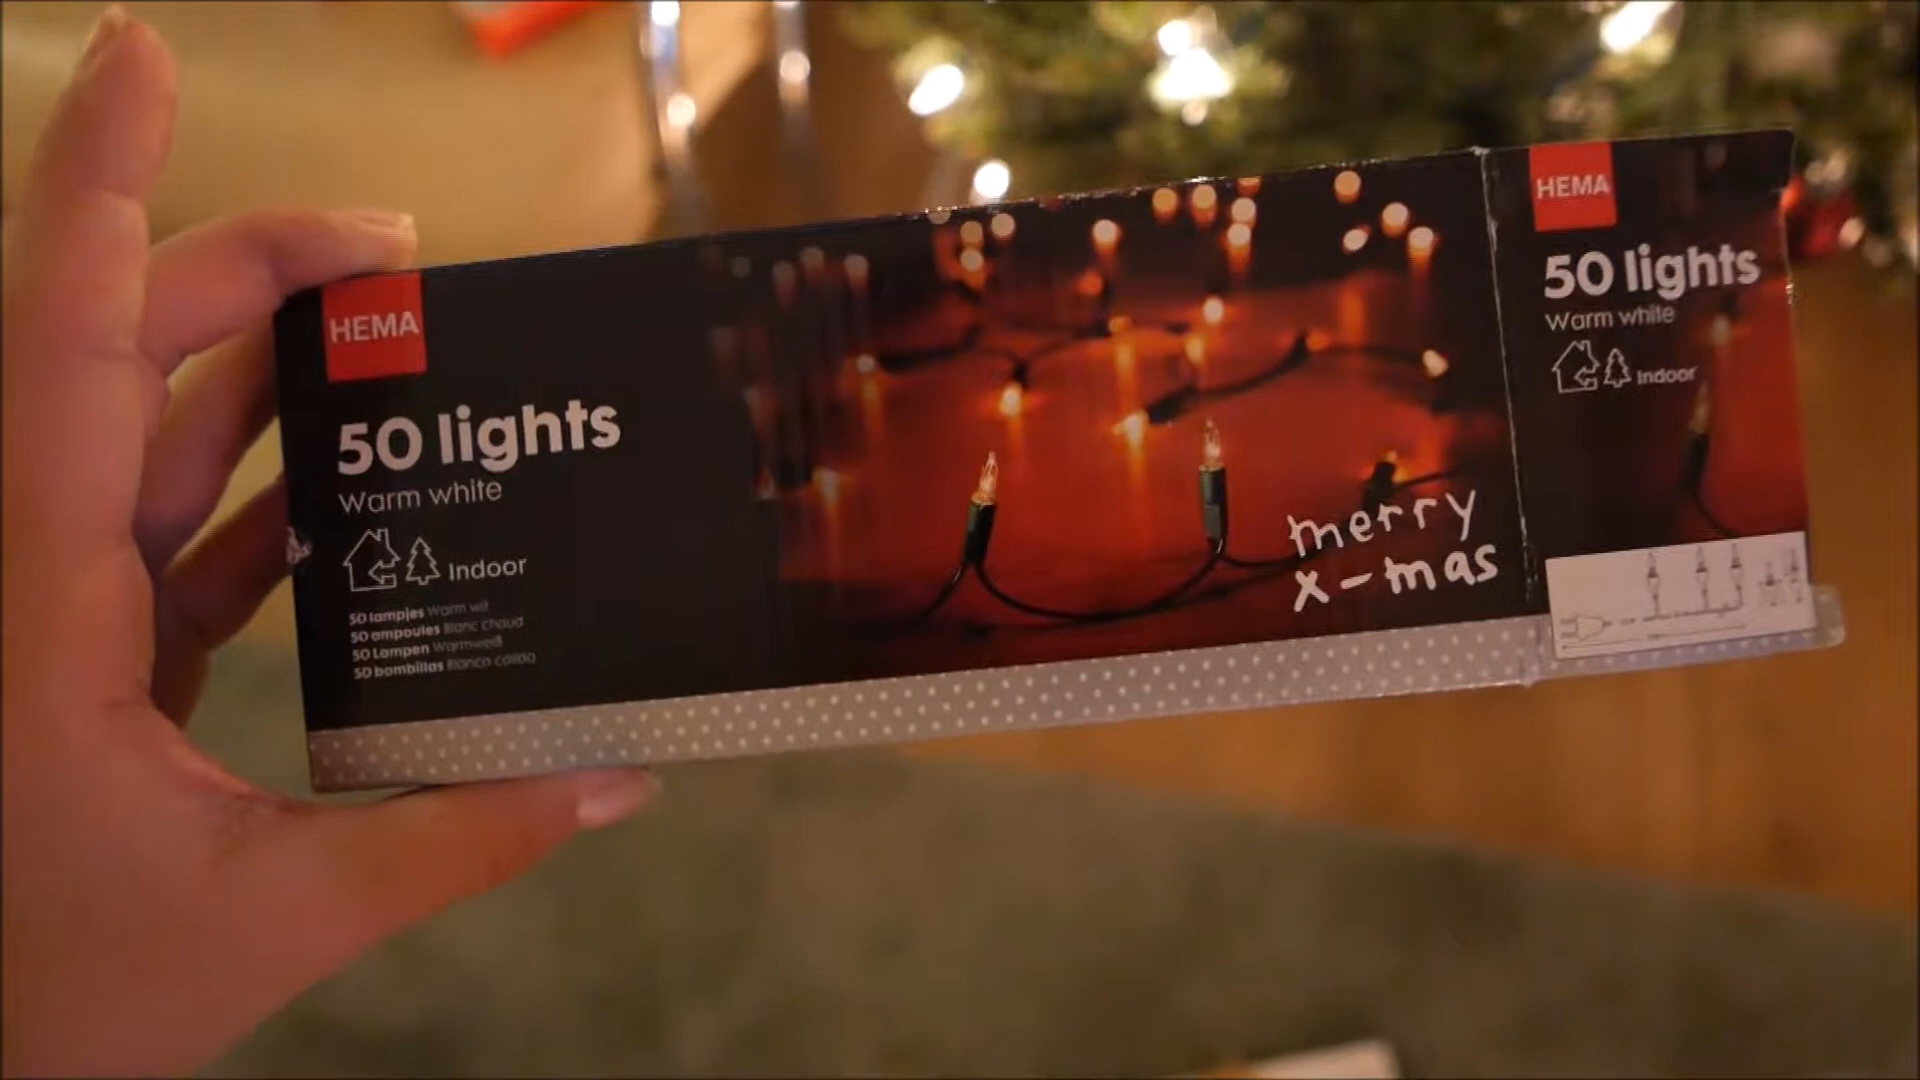 HEMA
50 lights
Warm white
Indoor
50 lampjes Warm wit
50 ampoules Blanc chaud
50 Lampen Warmweiß
50 bombillas Blanco cálido
merry
x-mas
HEMA
50 lights
Warm white
Indoor